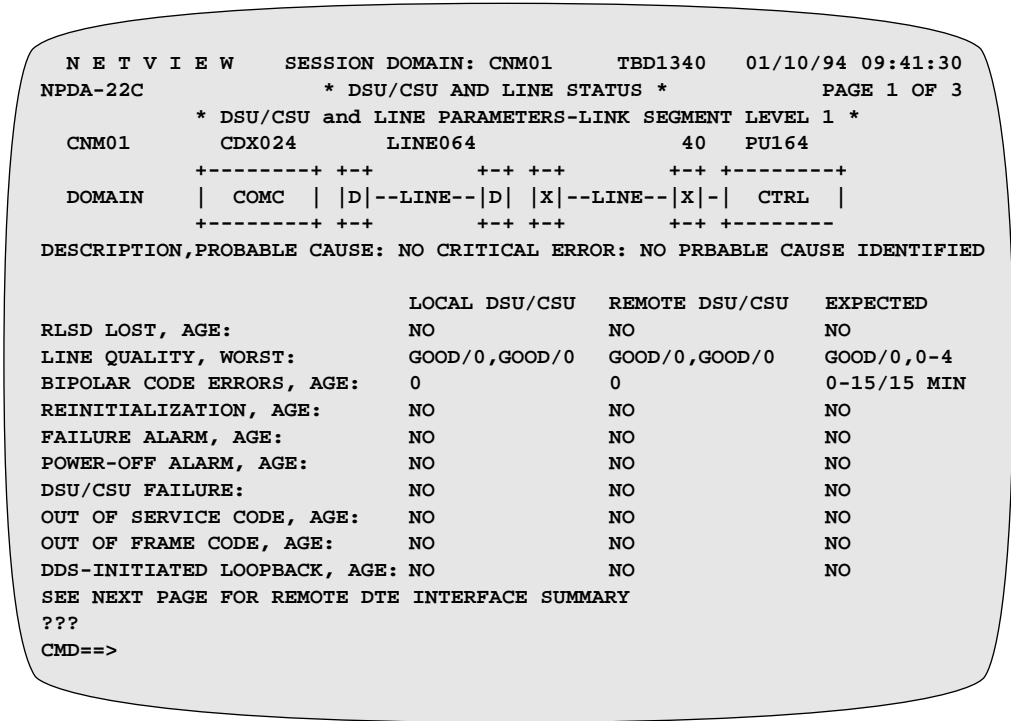 N E T V I E W    SESSION DOMAIN: CNM01    TBD1340    01/10/94 09:41:30
NPDA-22C    * DSU/CSU AND LINE STATUS *    PAGE 1 OF 3
* DSU/CSU and LINE PARAMETERS-LINK SEGMENT LEVEL 1 *
CNM01    CDX024    LINE064    40    PU164
+--------+ +-+    +-+ +-+    +-+ +--------+
DOMAIN    |  COMC  | |D|--LINE--|D| |X|--LINE--|X|-|  CTRL  |
+--------+ +-+    +-+ +-+    +-+ +--------
DESCRIPTION,PROBABLE CAUSE: NO CRITICAL ERROR: NO PRBABLE CAUSE IDENTIFIED
LOCAL DSU/CSU    REMOTE DSU/CSU    EXPECTED
RLSD LOST, AGE:    NO    NO    NO
LINE QUALITY, WORST:    GOOD/0,GOOD/0    GOOD/0,GOOD/0    GOOD/0,0-4
BIPOLAR CODE ERRORS, AGE:    0    0    0-15/15 MIN
REINITIALIZATION, AGE:    NO    NO    NO
FAILURE ALARM, AGE:    NO    NO    NO
POWER-OFF ALARM, AGE:    NO    NO    NO
DSU/CSU FAILURE:    NO    NO    NO
OUT OF SERVICE CODE, AGE:    NO    NO    NO
OUT OF FRAME CODE, AGE:    NO    NO    NO
DDS-INITIATED LOOPBACK, AGE: NO    NO    NO
SEE NEXT PAGE FOR REMOTE DTE INTERFACE SUMMARY
???
CMD==>